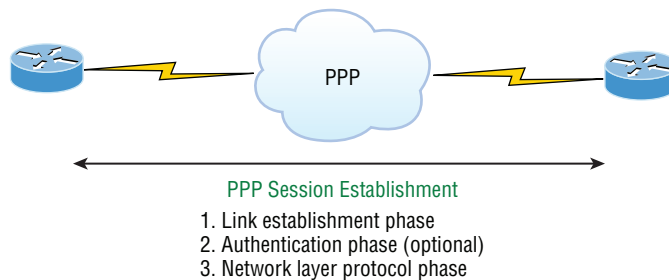 PPP
PPP Session Establishment
1. Link establishment phase
2. Authentication phase (optional)
3. Network layer protocol phase